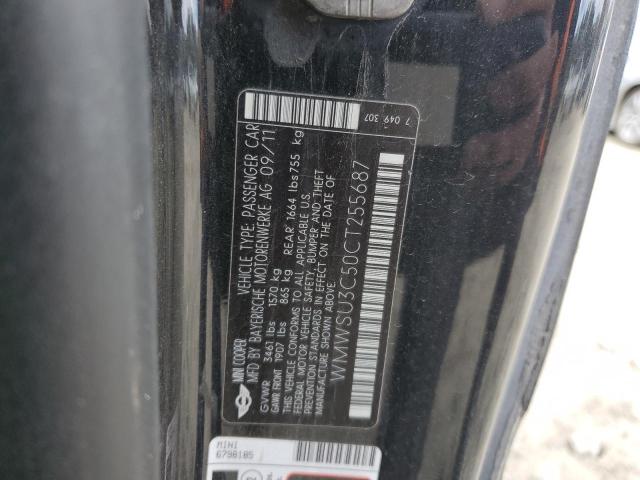 MINI COOPER
VEHICLE TYPE: PASSENGER CAR
MFD BY BAYERISCHE MOTORENWERKE AG 09/11
GVWR 3461 lbs 1570 kg
GAWR FRONT 1907 lbs 865 kg REAR 1664 lbs 755 kg
THIS VEHICLE CONFORMS TO ALL APPLICABLE U.S.
FEDERAL MOTOR VEHICLE SAFETY, BUMPER AND THEFT
PREVENTION STANDARDS IN EFFECT ON THE DATE OF
MANUFACTURE SHOWN ABOVE.
WMWSU3C50CT255687
7 049 307
MINI
6798185